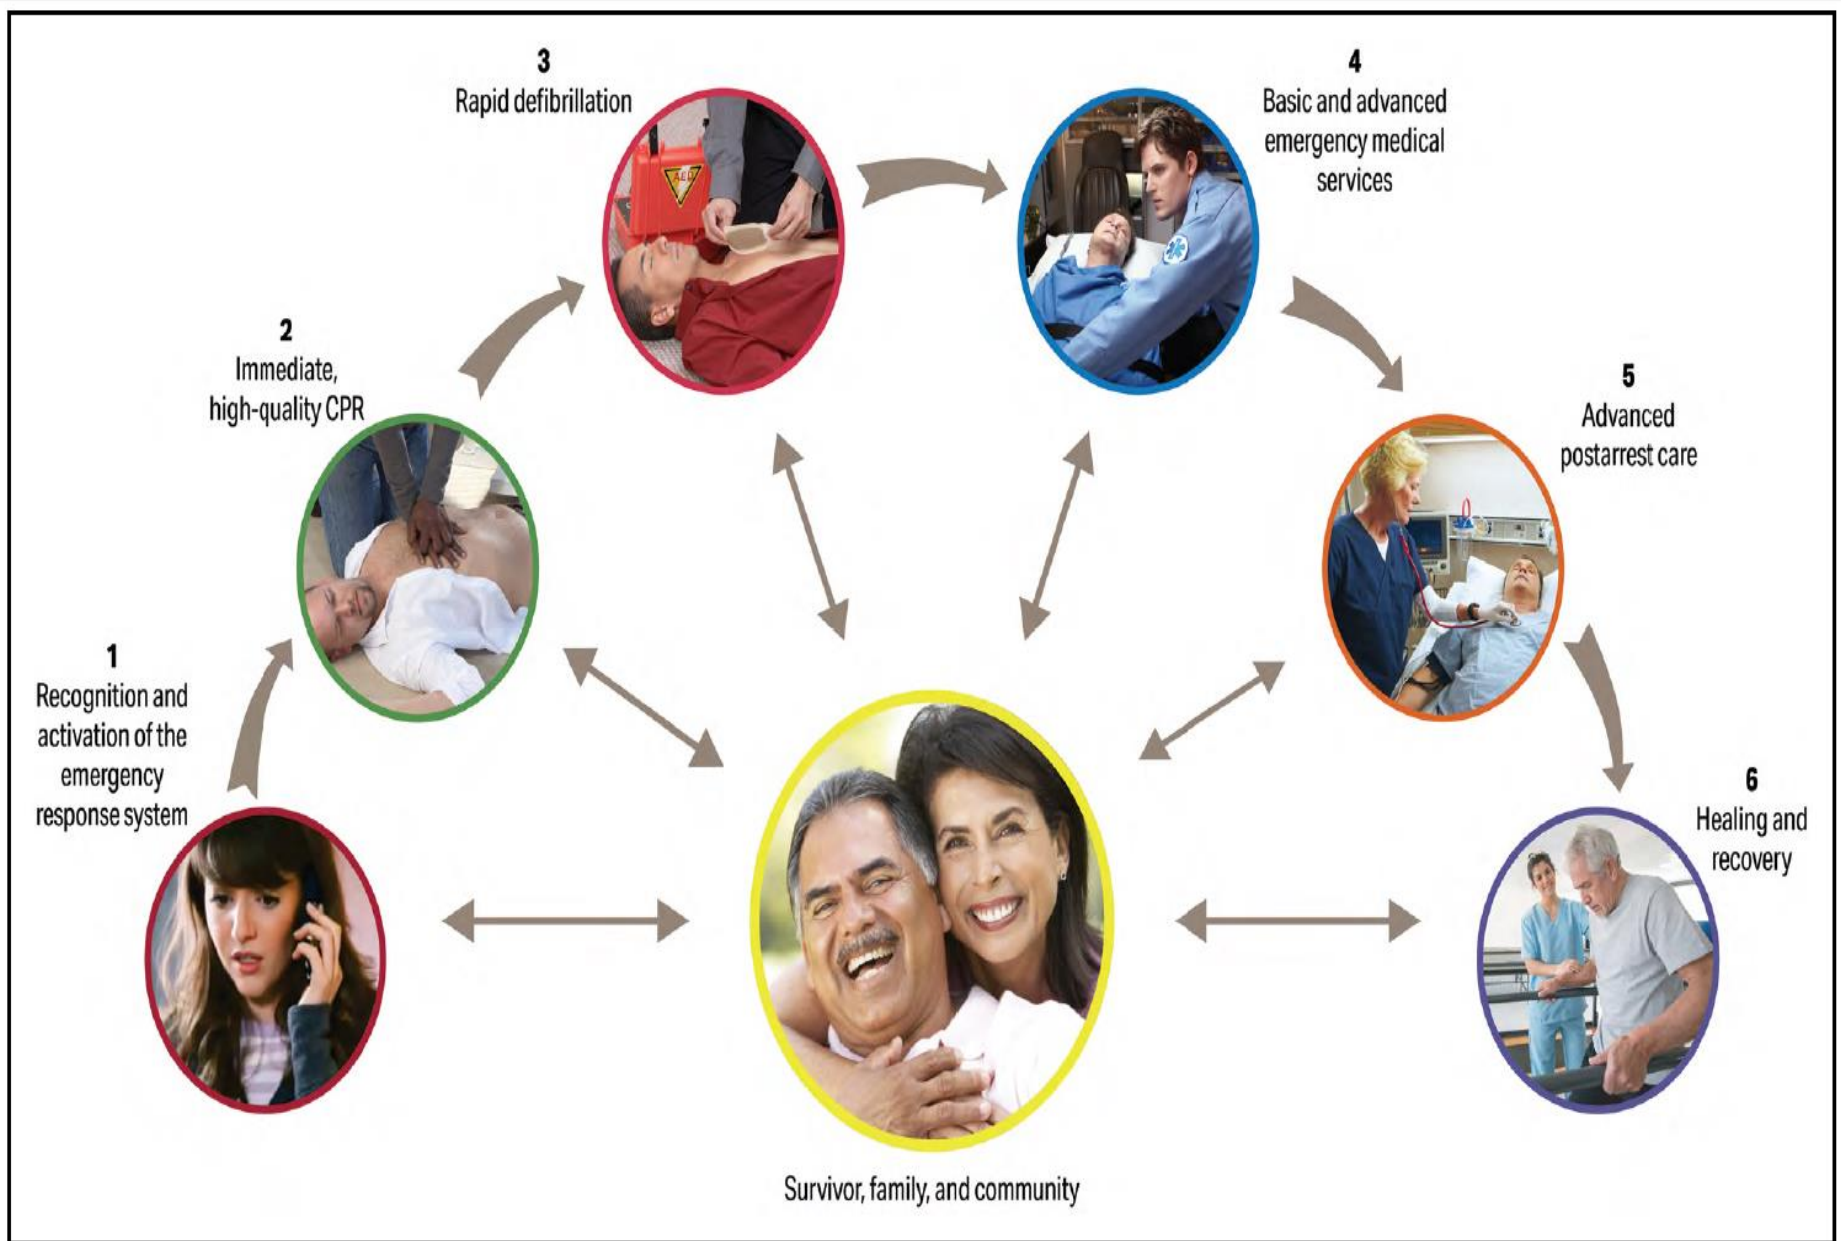 1
Recognition and
activation of the
emergency
response system
2
Immediate,
high-quality CPR
3
Rapid defibrillation
AED
4
Basic and advanced
emergency medical
services
5
Advanced
postarrest care
6
Healing and
recovery
Survivor, family, and community